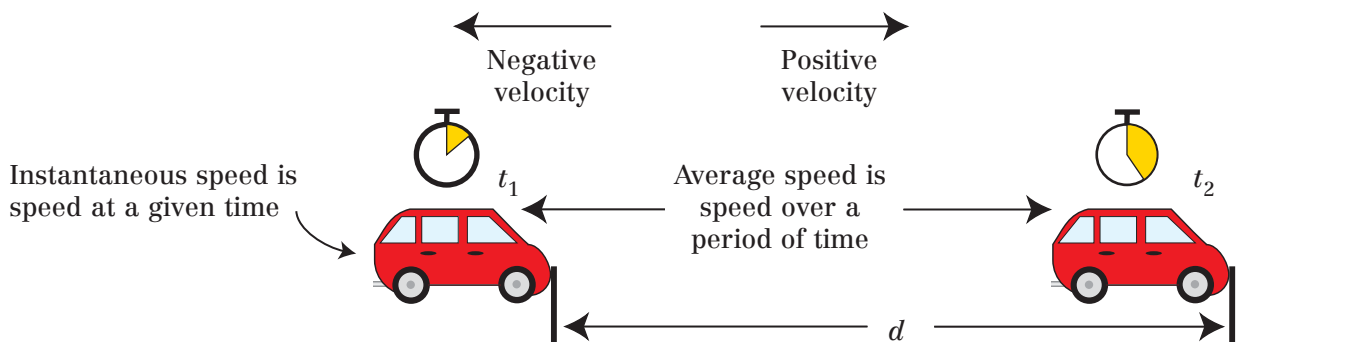 Negative
velocity
Positive
velocity
Instantaneous speed is
speed at a given time
t1
Average speed is
speed over a
period of time
t2
d